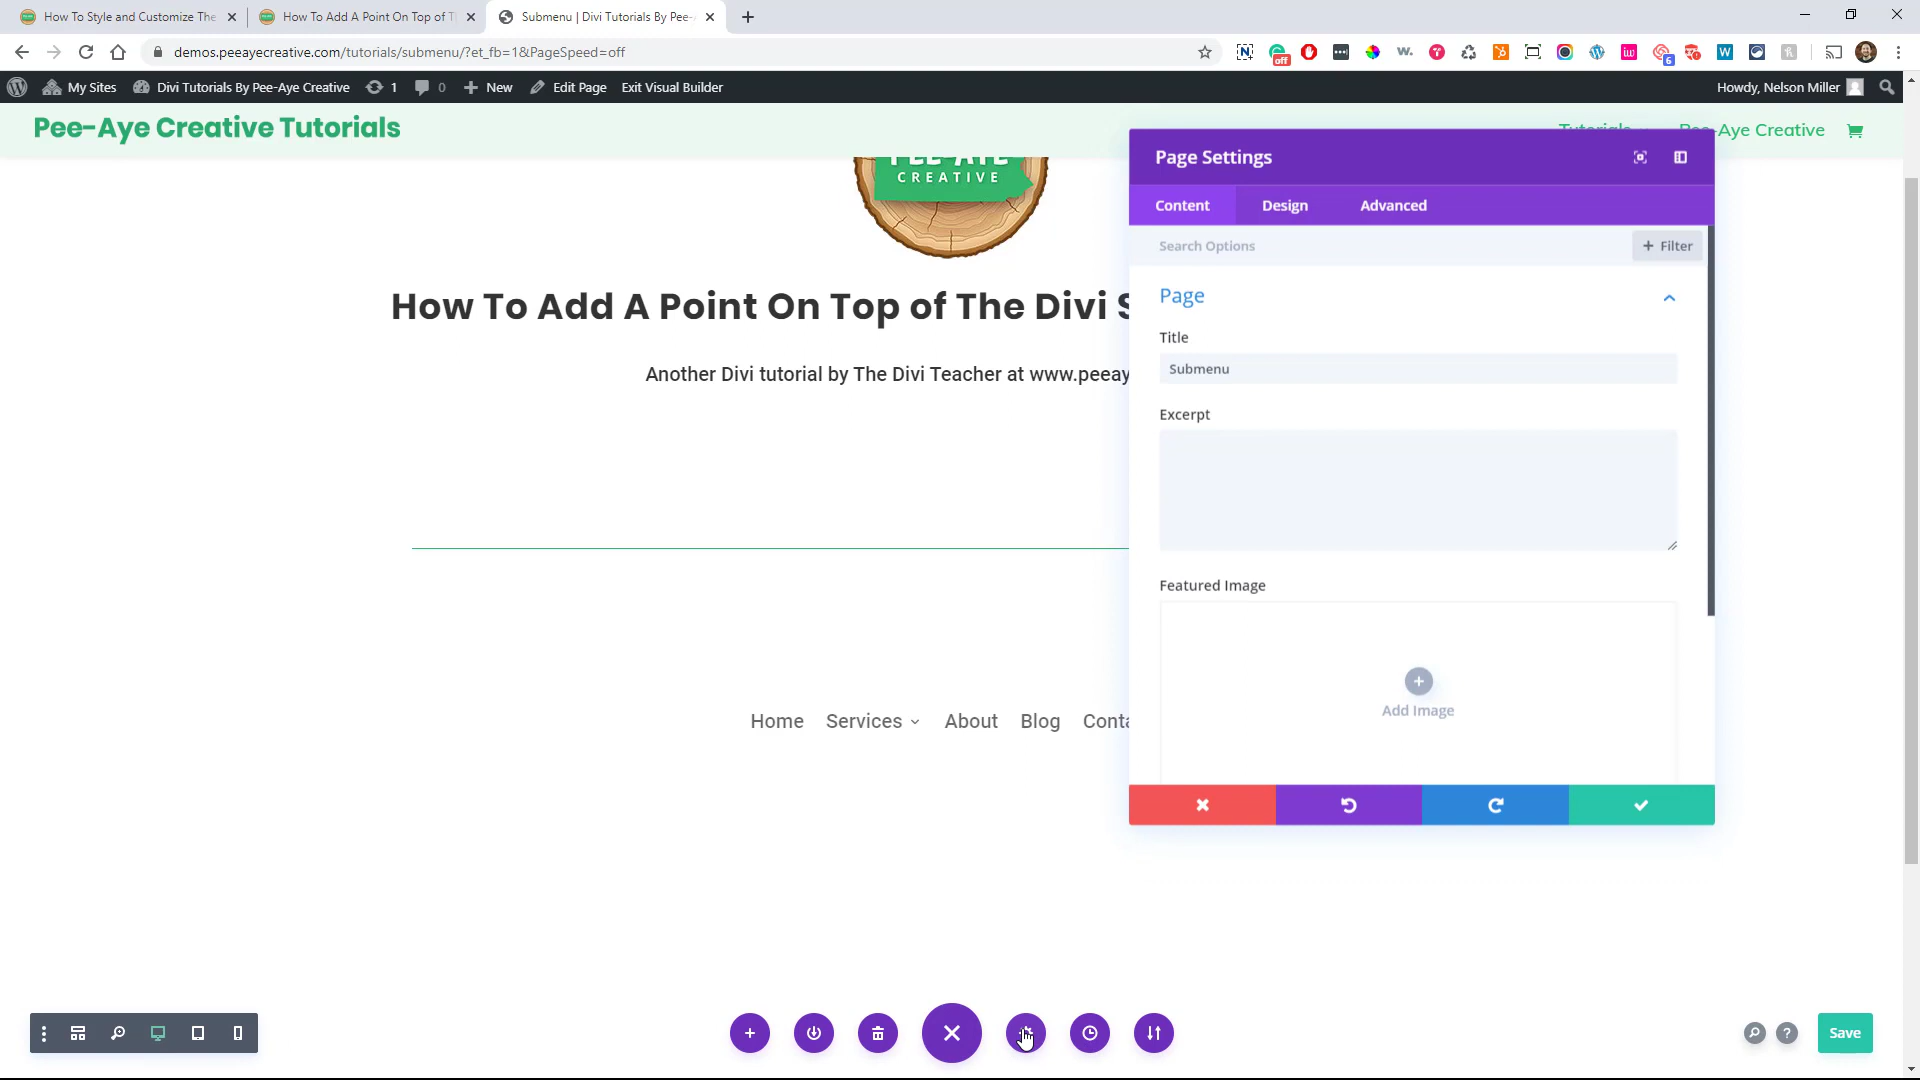 How To Style and Customize The
How To Add A Point On Top of T
Submenu | Divi Tutorials By Pee-
demos.peeayecreative.com/tutorials/submenu/?et_fb=1&PageSpeed=off
off
6
My Sites
Divi Tutorials By Pee-Aye Creative
1
0
New
Edit Page
Exit Visual Builder
Howdy, Nelson Miller
Pee-Aye Creative Tutorials
Tutorials
Pee-Aye Creative
PEE-AYE
CREATIVE
How To Add A Point On Top of The Divi S
Another Divi tutorial by The Divi Teacher at www.peeay
Home
Services
About
Blog
Conta
Page Settings
Content
Design
Advanced
Search Options
+ Filter
Page
Title
Submenu
Excerpt
Featured Image
Add Image
?
Save